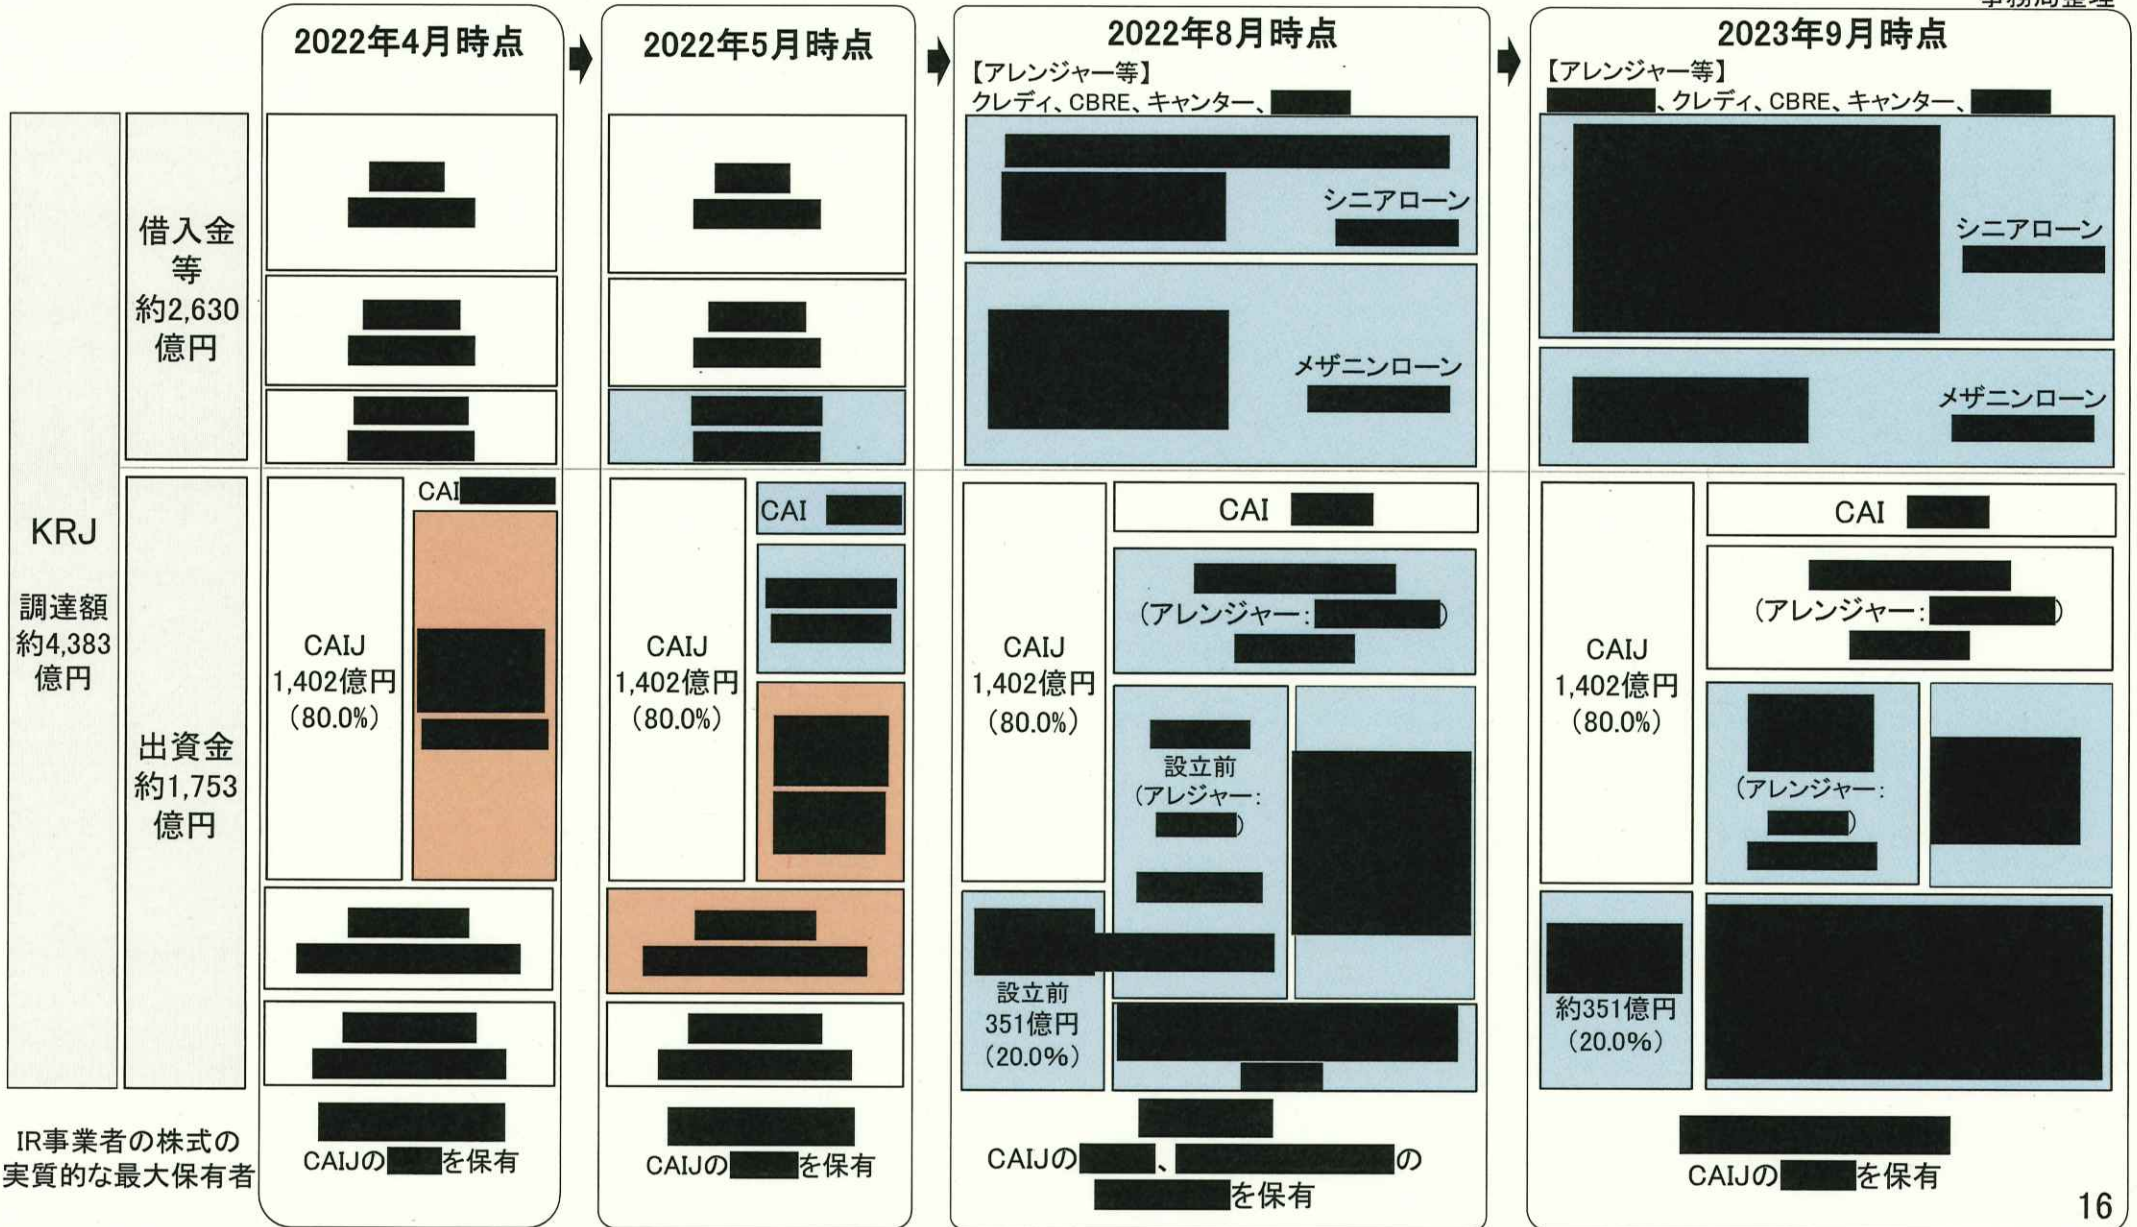 事務局整理
2022年4月時点
2022年5月時点
2022年8月時点
【アレンジャー等】
クレディ、CBRE、キャンター、
2023年9月時点
【アレンジャー等】
、クレディ、CBRE、キャンター、
KRJ
調達額
約4,383
億円
借入金
等
約2,630
億円
シニアローン
メザニンローン
シニアローン
メザニンローン
出資金
約1,753
億円
CAIJ
1,402億円
(80.0%)
CAI
CAIJ
1,402億円
(80.0%)
CAI
CAIJ
1,402億円
(80.0%)
CAI
(アレンジャー:)
設立前
(アレジャー:
)
設立前
351億円
(20.0%)
CAIJ
1,402億円
(80.0%)
CAI
(アレンジャー:)
(アレンジャー:
)
約351億円
(20.0%)
IR事業者の株式の
実質的な最大保有者
CAIJのを保有
CAIJのを保有
CAIJの、の
を保有
CAIJのを保有
16